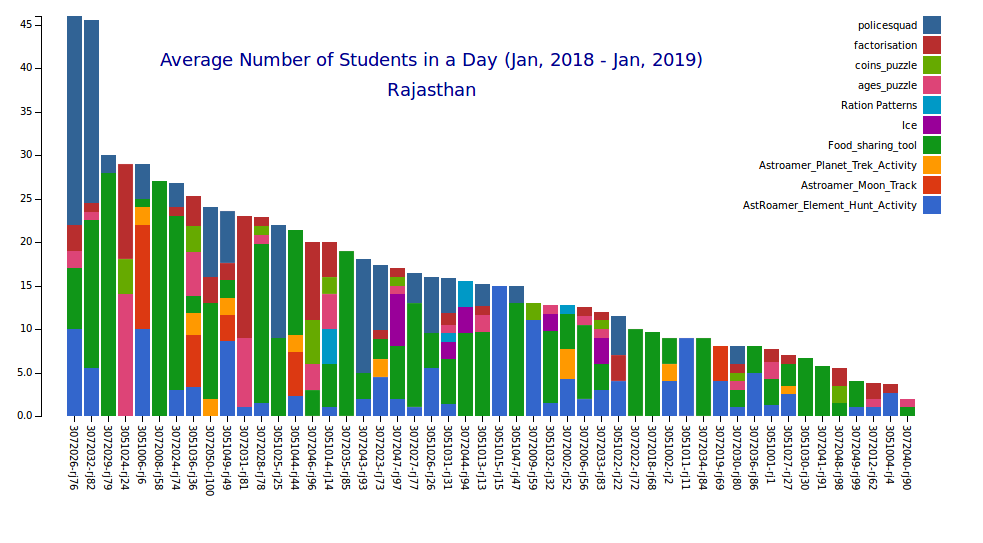 45
40
35
30
25
20
15
10
5.0
0.0
Average Number of Students in a Day (Jan, 2018 - Jan, 2019)
Rajasthan
policesquad
factorisation
coins_puzzle
ages_puzzle
Ration Patterns
Ice
Food_sharing_tool
Astroamer_Planet_Trek_Activity
Astroamer_Moon_Track
AstRoamer_Element_Hunt_Activity
3072026-rj76
3072032-rj82
3072029-rj79
3051024-rj24
3051006-rj6
3072008-rj58
3072024-rj74
3051036-rj36
3072050-rj100
3051049-rj49
3072031-rj81
3072028-rj78
3051025-rj25
3051044-rj44
3072046-rj96
3051014-rj14
3072035-rj85
3072043-rj93
3072023-rj73
3072047-rj97
3072027-rj77
3051026-rj26
3051031-rj31
3072044-rj94
3051013-rj13
3051015-rj15
3051047-rj47
3072009-rj59
3051032-rj32
3072002-rj52
3072006-rj56
3072033-rj83
3051022-rj22
3072022-rj72
3072018-rj68
3051002-rj2
3051011-rj11
3072034-rj84
3072019-rj69
3072030-rj80
3072036-rj86
3051001-rj1
3051027-rj27
3051030-rj30
3072041-rj91
3072048-rj98
3072049-rj99
3072012-rj62
3051004-rj4
3072040-rj90